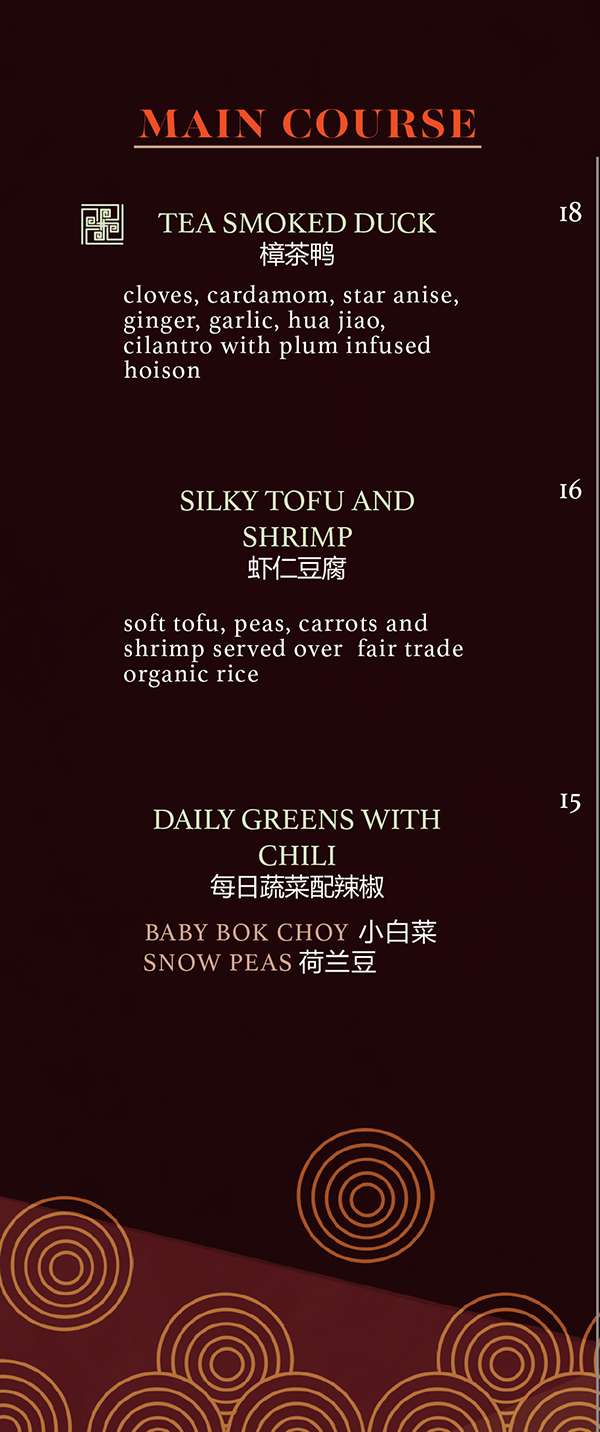 MAIN COURSE
TEA SMOKED DUCK 18
樟茶鸭
cloves, cardamom, star anise,
ginger, garlic, hua jiao,
cilantro with plum infused
hoison
SILKY TOFU AND 16
SHRIMP
虾仁豆腐
soft tofu, peas, carrots and
shrimp served over fair trade
organic rice
DAILY GREENS WITH 15
CHILI
每日蔬菜配辣椒
BABY BOK CHOY 小白菜
SNOW PEAS 荷兰豆